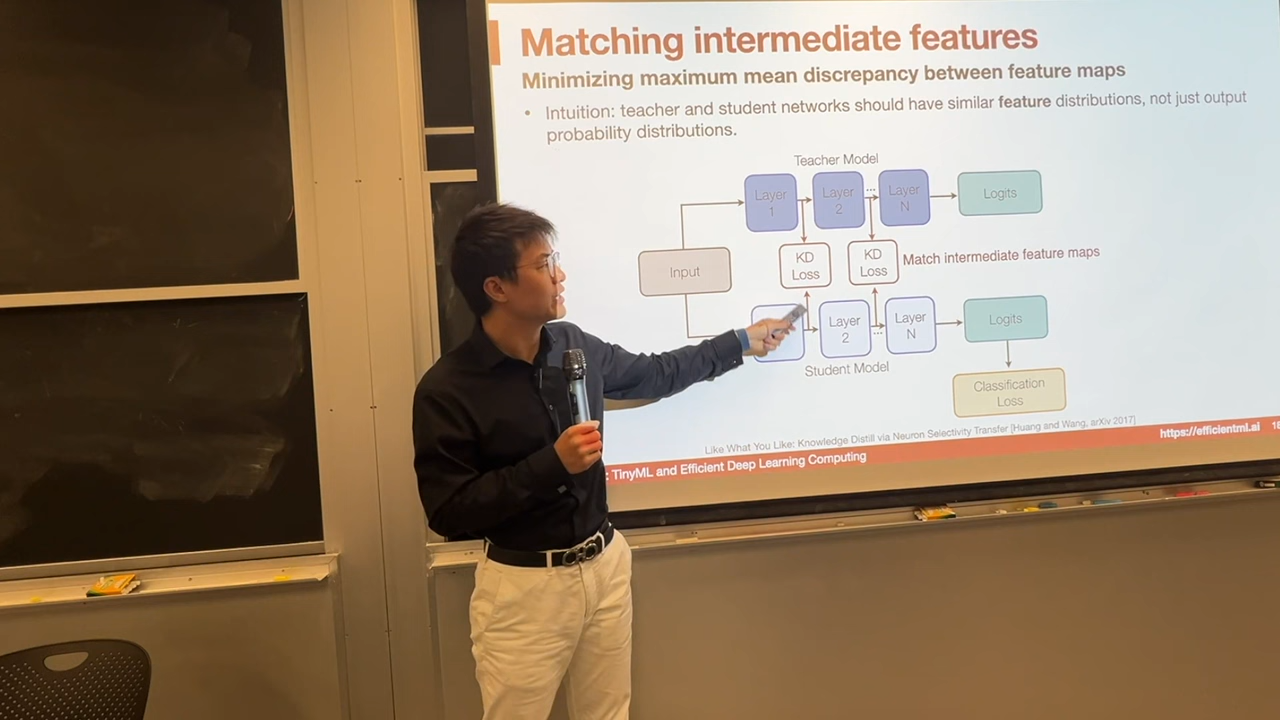 Matching intermediate features
Minimizing maximum mean discrepancy between feature maps
• Intuition: teacher and student networks should have similar feature distributions, not just output
probability distributions.
Teacher Model
Layer
1
Layer
2
...
Layer
N
Logits
Input
KD
Loss
KD
Loss
Match intermediate feature maps
Layer
2
...
Layer
N
Logits
Student Model
Classification
Loss
Like What You Like: Knowledge Distill via Neuron Selectivity Transfer [Huang and Wang, arXiv 2017]
: TinyML and Efficient Deep Learning Computing
https://efficientml.ai